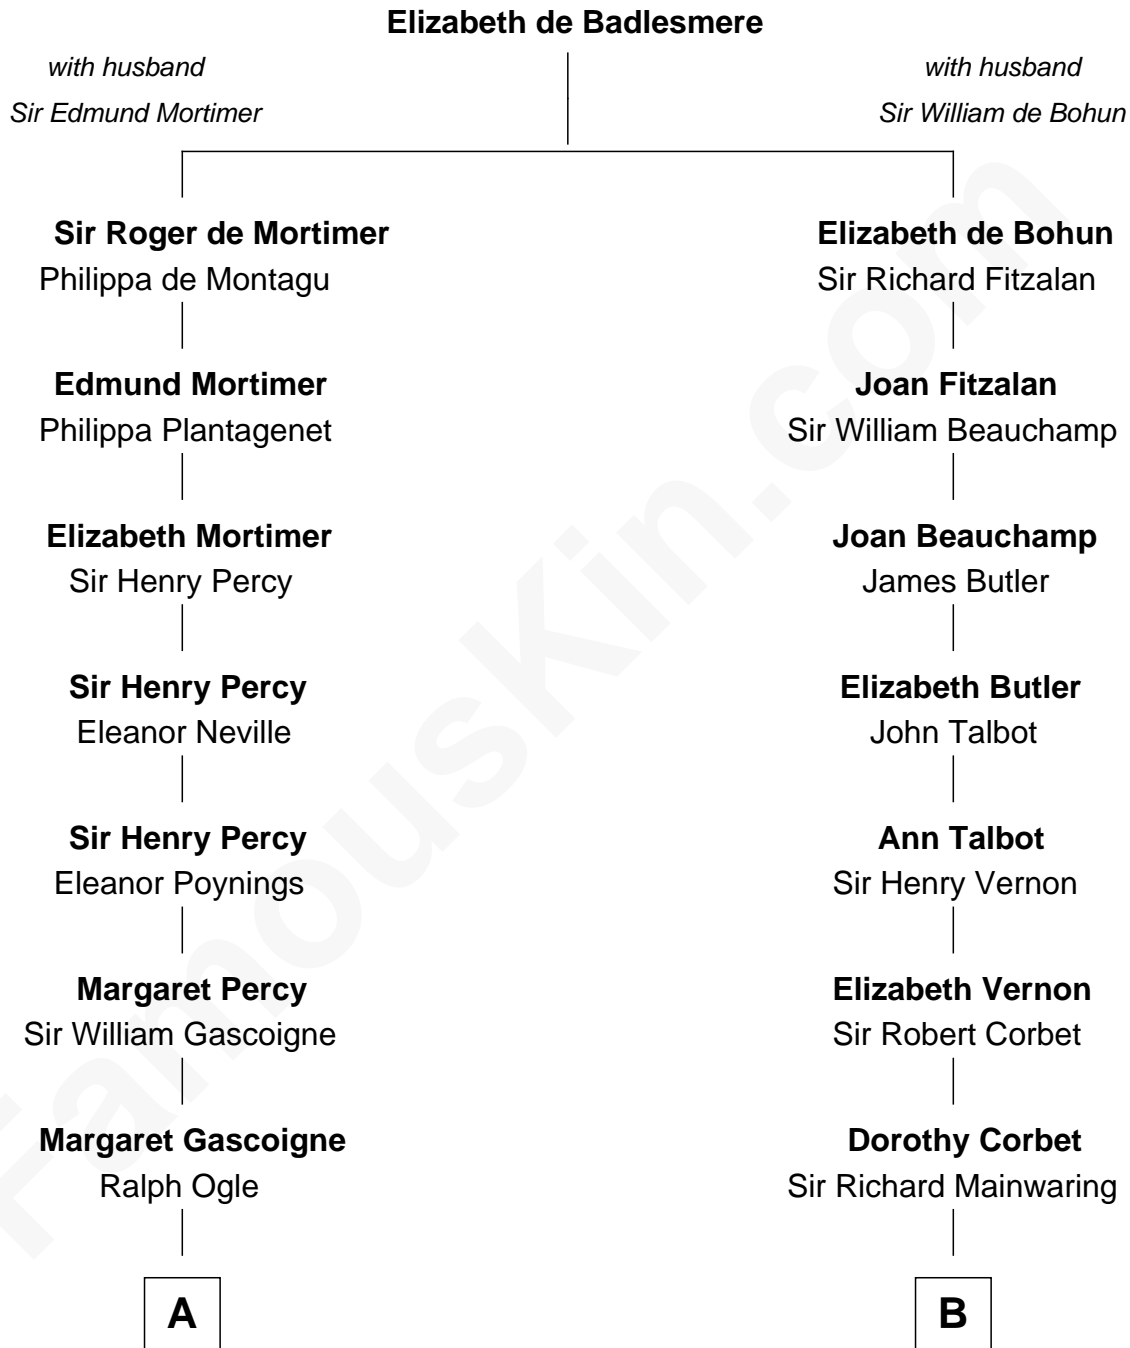 Elizabeth de Badlesmere
with husband
Sir Edmund Mortimer
with husband
Sir William de Bohun
Sir Roger de Mortimer
Philippa de Montagu
Elizabeth de Bohun
Sir Richard Fitzalan
Edmund Mortimer
Philippa Plantagenet
Joan Fitzalan
Sir William Beauchamp
Elizabeth Mortimer
Sir Henry Percy
Joan Beauchamp
James Butler
Sir Henry Percy
Eleanor Neville
Elizabeth Butler
John Talbot
Sir Henry Percy
Eleanor Poynings
Ann Talbot
Sir Henry Vernon
Margaret Percy
Sir William Gascoigne
Elizabeth Vernon
Sir Robert Corbet
Margaret Gascoigne
Ralph Ogle
Dorothy Corbet
Sir Richard Mainwaring
A
B
FamousKin.com